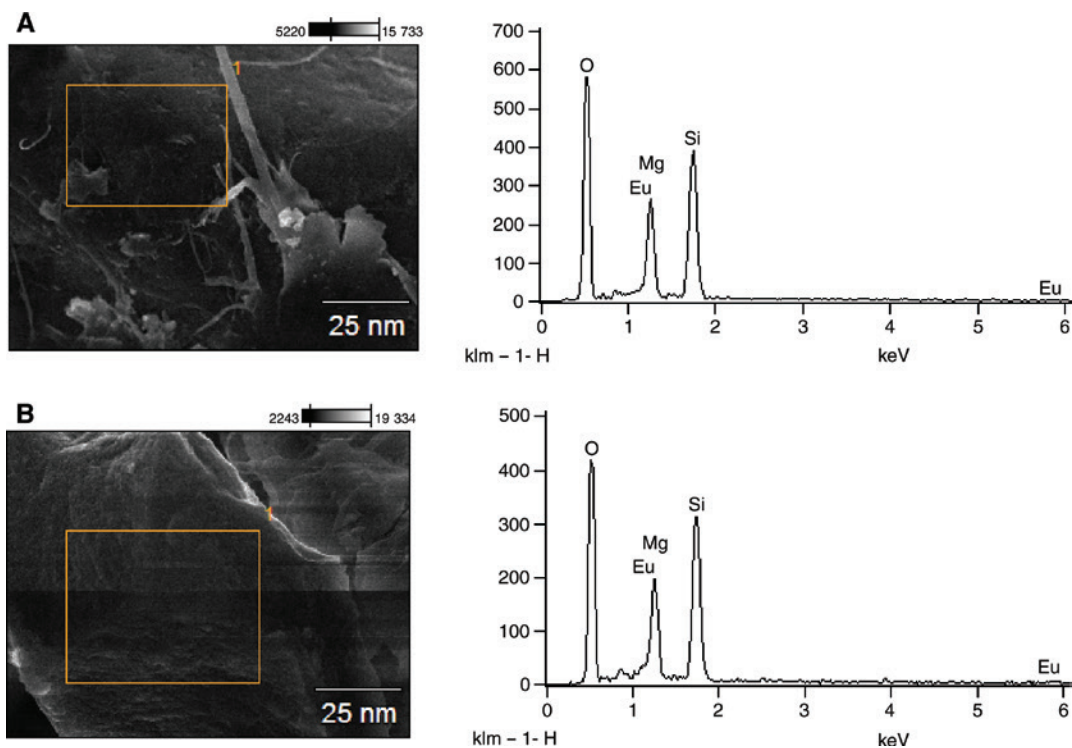 A
5220 15 733
1
25 nm
700
600
500
400
300
200
100
0
O
Mg
Eu
Si
Eu
0 1 2 3 4 5 6
klm – 1- H keV
B
2243 19 334
1
25 nm
500
400
300
200
100
0
O
Mg
Eu
Si
Eu
0 1 2 3 4 5 6
klm – 1- H keV